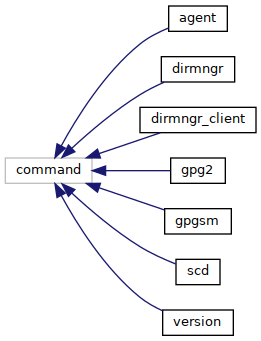 agent
dirmngr
dirmngr_client
command
gpg2
gpgsm
scd
version